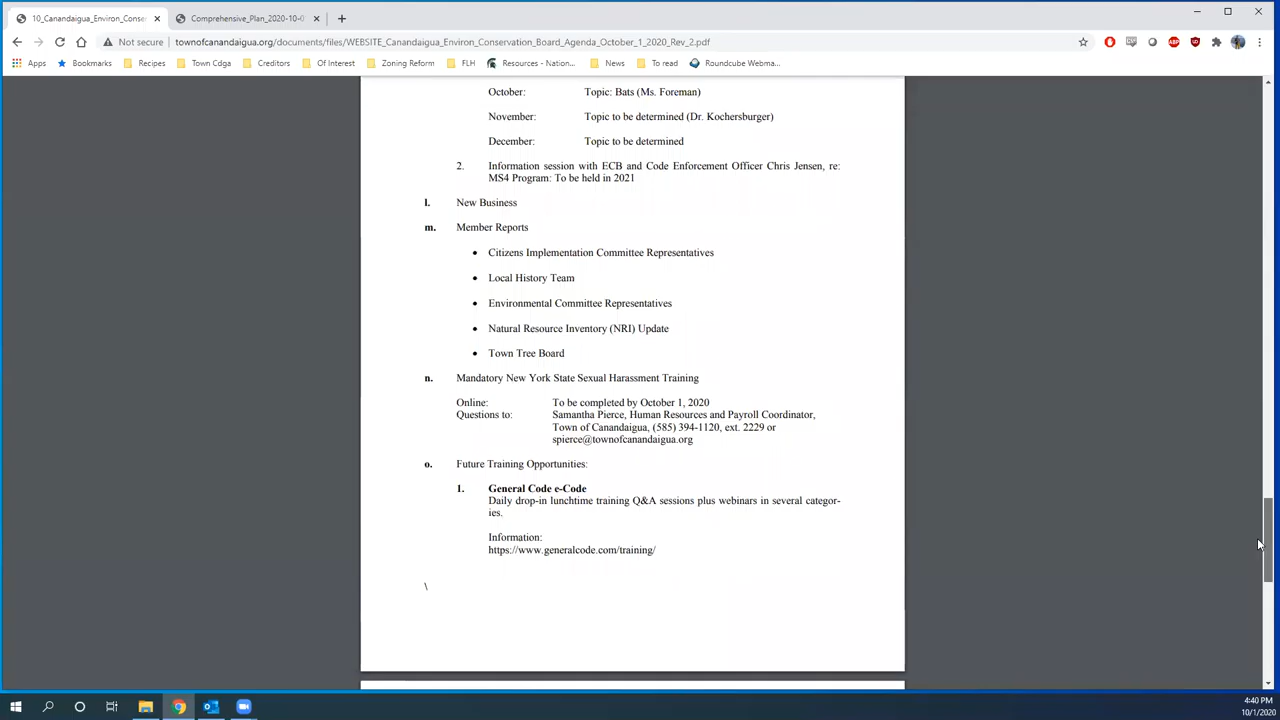 10_Canandaigua_Environ_Conse
Comprehensive_Plan_2020-10-0
Not secure
townofcanandaigua.org/documents/files/WEBSITE_Canandaigua_Environ_Conservation_Board_Agenda_October_1_2020_Rev_2.pdf
Apps Bookmarks Recipes Town Cdga Creditors Of Interest Zoning Reform FLH Resources - Nation... News To read Roundcube Webma...
October: Topic: Bats (Ms. Foreman)
November: Topic to be determined (Dr. Kochersburger)
December: Topic to be determined
2. Information session with ECB and Code Enforcement Officer Chris Jensen, re:
MS4 Program: To be held in 2021
l. New Business
m. Member Reports
• Citizens Implementation Committee Representatives
• Local History Team
• Environmental Committee Representatives
• Natural Resource Inventory (NRI) Update
• Town Tree Board
n. Mandatory New York State Sexual Harassment Training
Online: To be completed by October 1, 2020
Questions to: Samantha Pierce, Human Resources and Payroll Coordinator,
Town of Canandaigua, (585) 394-1120, ext. 2229 or
spierce@townofcanandaigua.org
o. Future Training Opportunities:
1. General Code e-Code
Daily drop-in lunchtime training Q&A sessions plus webinars in several categor-
ies.
Information:
https://www.generalcode.com/training/
\
4:40 PM
10/1/2020